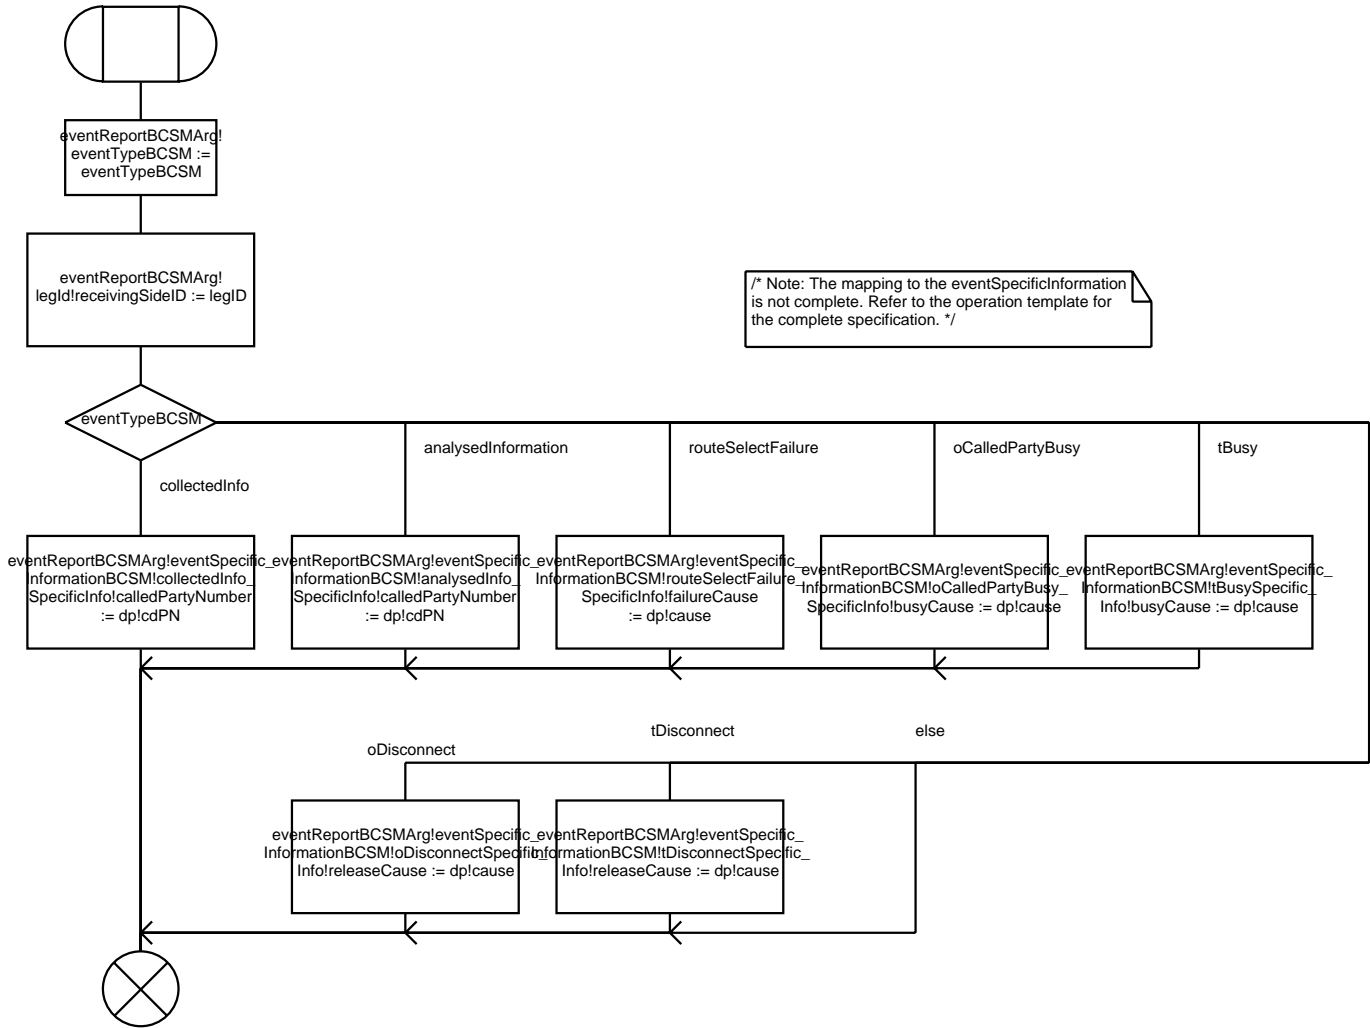 eventReportBCSMArg!
eventTypeBCSM :=
eventTypeBCSM
eventReportBCSMArg!
legId!receivingSideID := legID
/* Note: The mapping to the eventSpecificInformation
is not complete. Refer to the operation template for
the complete specification. */
eventTypeBCSM
collectedInfo
analysedInformation
routeSelectFailure
oCalledPartyBusy
tBusy
eventReportBCSMArg!eventSpecific_
InformationBCSM!collectedInfo_
SpecificInfo!calledPartyNumber
:= dp!cdPN
eventReportBCSMArg!eventSpecific_
InformationBCSM!analysedInfo_
SpecificInfo!calledPartyNumber
:= dp!cdPN
eventReportBCSMArg!eventSpecific_
InformationBCSM!routeSelectFailure_
SpecificInfo!failureCause
:= dp!cause
eventReportBCSMArg!eventSpecific_
InformationBCSM!oCalledPartyBusy_
SpecificInfo!busyCause := dp!cause
eventReportBCSMArg!eventSpecific_
InformationBCSM!tBusySpecific_
Info!busyCause := dp!cause
oDisconnect
tDisconnect
else
eventReportBCSMArg!eventSpecific_
InformationBCSM!oDisconnectSpecific_
Info!releaseCause := dp!cause
eventReportBCSMArg!eventSpecific_
InformationBCSM!tDisconnectSpecific_
Info!releaseCause := dp!cause